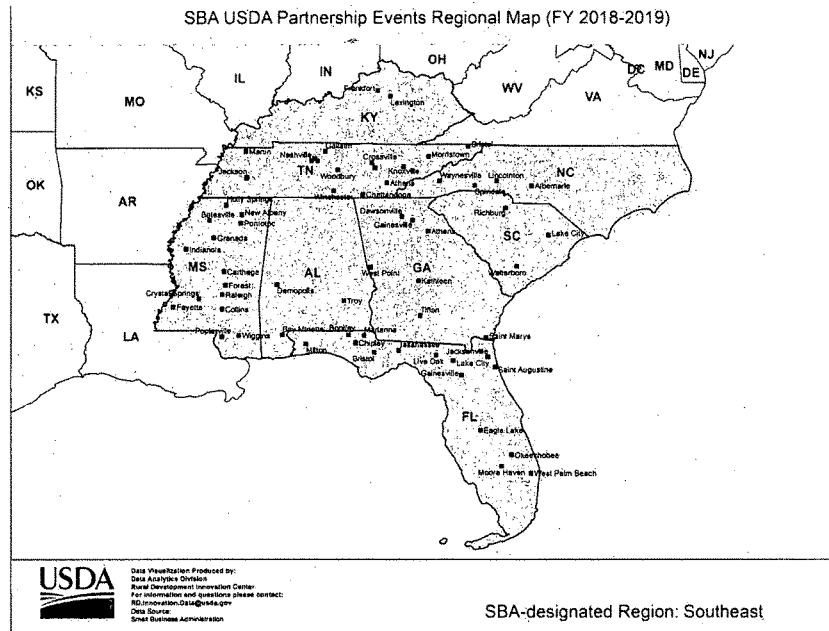 SBA USDA Partnership Events Regional Map (FY 2018-2019)
OH
NJ
IN
IL
MD
DC
DE
WV
KS
MO
VA
Frankfort
Lexington
KY
Bristol
Martin
Gallatin
Nashville
Crossville
Morristown
TN
Knoxville
NC
Jackson
Woodbury
Athens
Waynesville
Lincolnton
Albemarle
Spindale
OK
Winchester
Chattanooga
AR
Holly Springs
Batesville
New Albany
Pontotoc
Dawsonville
Gainesville
Richburg
Grenada
Athens
SC
Lake City
Indianola
MS
Carthage
AL
West Point
GA
Kathleen
Walterboro
Forest
Demopolis
Crystal Springs
Raleigh
Troy
Fayette
Collins
Tifton
TX
LA
Poplarville
Wiggins
Bay Minette
Bonifay
Marianna
Saint Marys
Milton
Chipley
Tallahassee
Jacksonville
Bristol
Live Oak
Lake City
Saint Augustine
Gainesville
FL
Eagle Lake
Okeechobee
Moore Haven
West Palm Beach
USDA
Data Visualization Produced by:
Data Analytics Division
Rural Development Innovation Center
For information and questions please contact:
RD.Innovation.Data@usda.gov
Data Source:
Small Business Administration
SBA-designated Region: Southeast